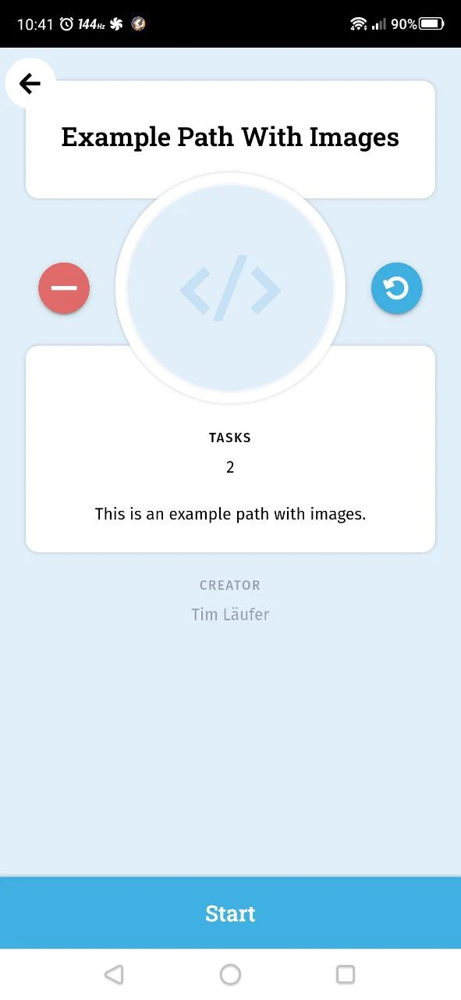 10:41 144Hz 90%
Example Path With Images
</>
TASKS
2
This is an example path with images.
CREATOR
Tim Läufer
Start